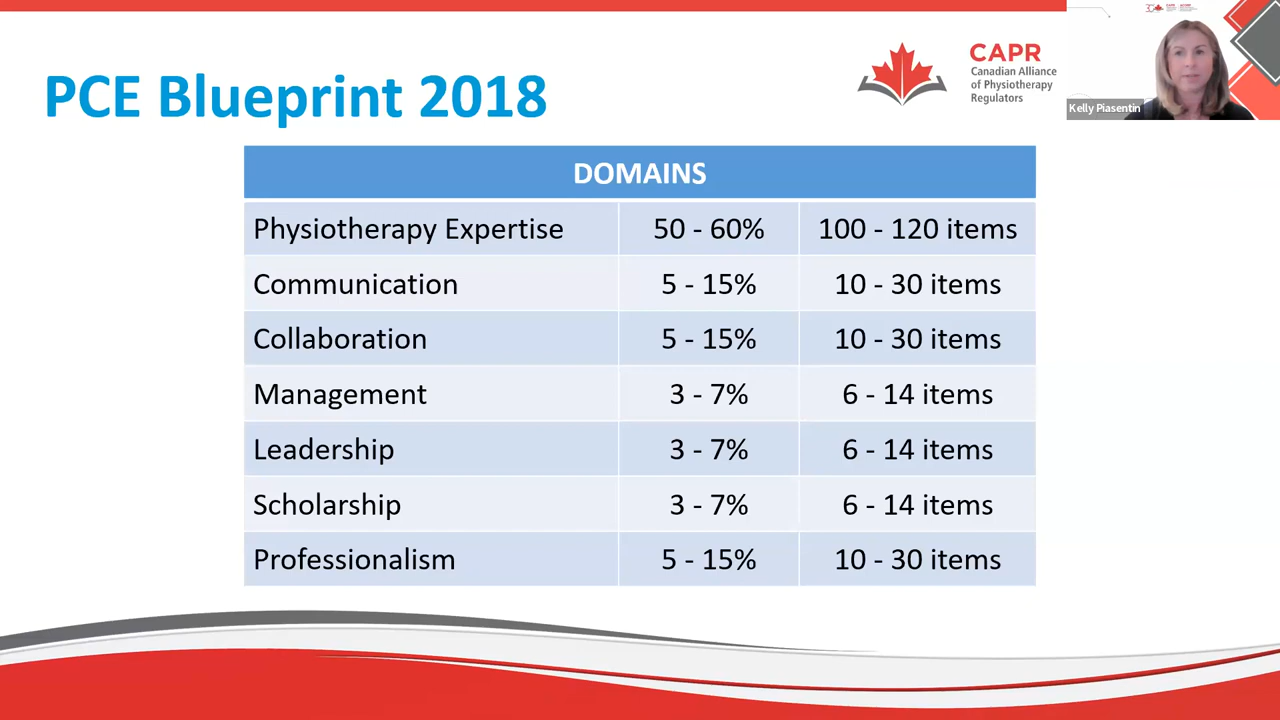 PCE Blueprint 2018
CAPR
Canadian Alliance
of Physiotherapy
Regulators
Kelly Piasentin
DOMAINS
Physiotherapy Expertise 50 - 60% 100 - 120 items
Communication 5 - 15% 10 - 30 items
Collaboration 5 - 15% 10 - 30 items
Management 3 - 7% 6 - 14 items
Leadership 3 - 7% 6 - 14 items
Scholarship 3 - 7% 6 - 14 items
Professionalism 5 - 15% 10 - 30 items